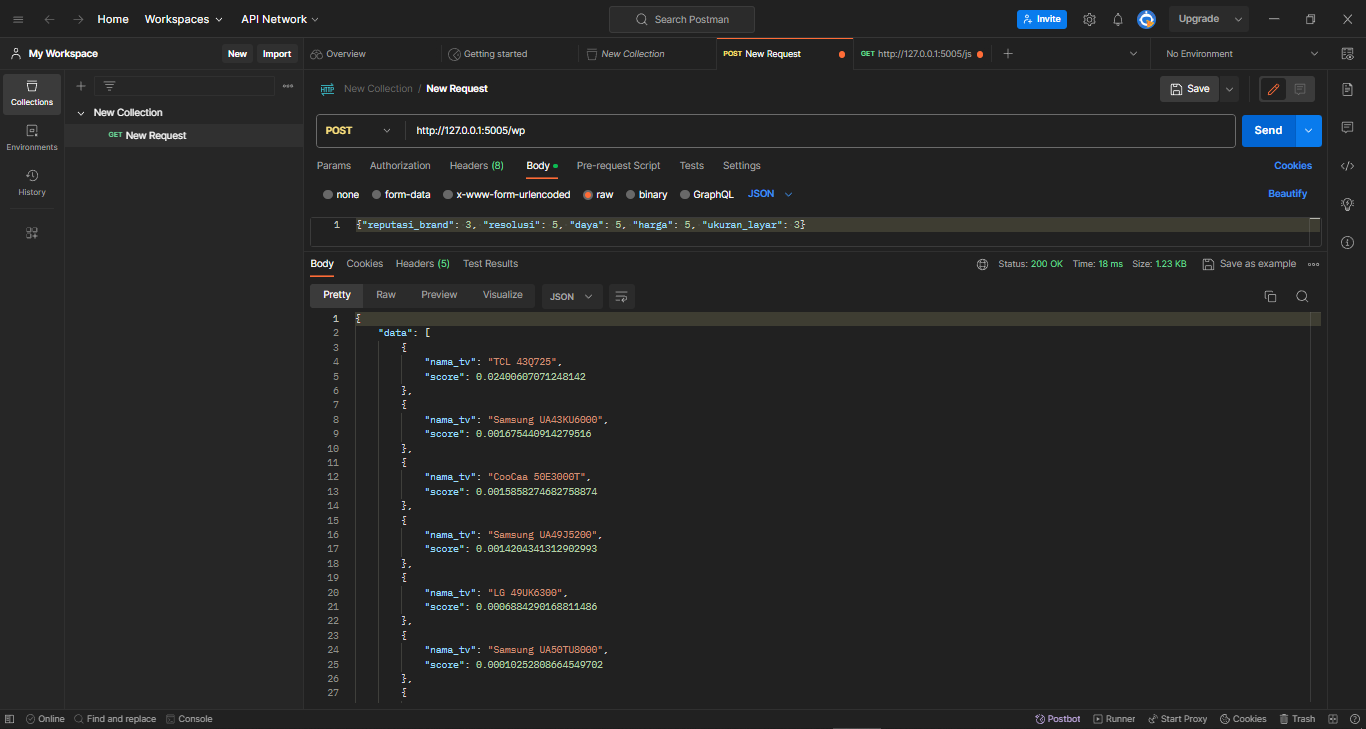 Home Workspaces API Network Search Postman Invite Upgrade
My Workspace New Import Overview Getting started New Collection POST New Request GET http://127.0.0.1:5005/js No Environment
Collections
Environments
History
New Collection
GET New Request
HTTP New Collection / New Request Save
POST http://127.0.0.1:5005/wp Send
Params Authorization Headers (8) Body Pre-request Script Tests Settings Cookies
none form-data x-www-form-urlencoded raw binary GraphQL JSON Beautify
1 {"reputasi_brand": 3, "resolusi": 5, "daya": 5, "harga": 5, "ukuran_layar": 3}
Body Cookies Headers (5) Test Results Status: 200 OK Time: 18 ms Size: 1.23 KB Save as example
Pretty Raw Preview Visualize JSON
1 {
2 "data": [
3 {
4 "nama_tv": "TCL 43Q725",
5 "score": 0.02400607071248142
6 },
7 {
8 "nama_tv": "Samsung UA43KU6000",
9 "score": 0.001675440914279516
10 },
11 {
12 "nama_tv": "CooCaa 50E3000T",
13 "score": 0.0015858274682758874
14 },
15 {
16 "nama_tv": "Samsung UA49J5200",
17 "score": 0.0014204341312902993
18 },
19 {
20 "nama_tv": "LG 49UK6300",
21 "score": 0.0006884290168811486
22 },
23 {
24 "nama_tv": "Samsung UA50TU8000",
25 "score": 0.00010252808664549702
26 },
27 {
Online Find and replace Console Postbot Runner Start Proxy Cookies Trash